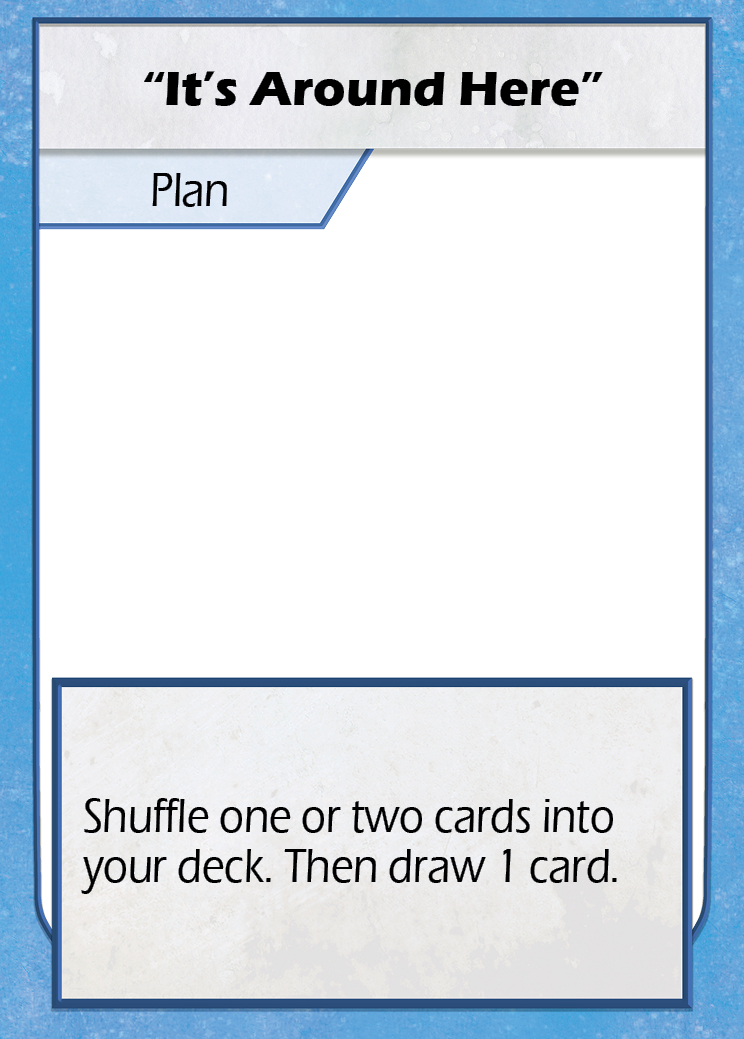 “It’s Around Here”
Plan
Shuffle one or two cards into
your deck. Then draw 1 card.